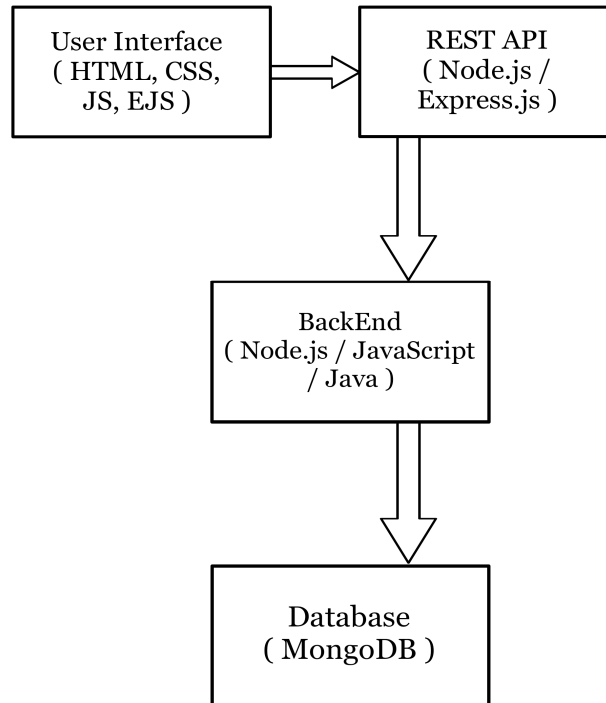 User Interface
( HTML, CSS,
JS, EJS )
REST API
( Node.js /
Express.js )
BackEnd
( Node.js / JavaScript
/ Java )
Database
( MongoDB )